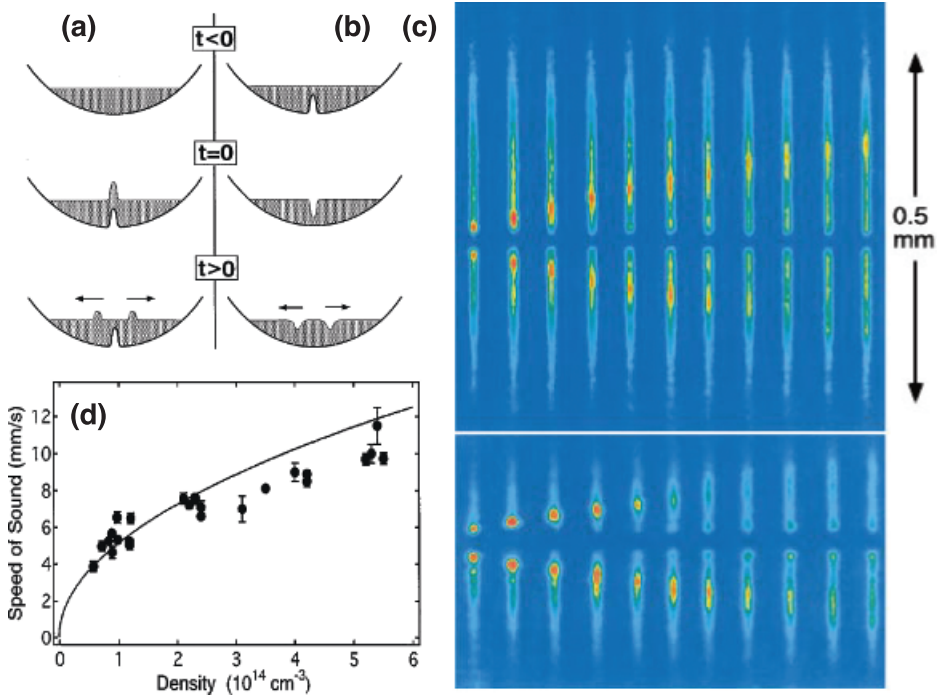 (a)
(b)
(c)
t<0
t=0
t>0
0.5
mm
(d)
Speed of Sound (mm/s)
12
10
8
6
4
2
0
0
1
2
3
4
5
6
Density (10¹⁴ cm⁻³)